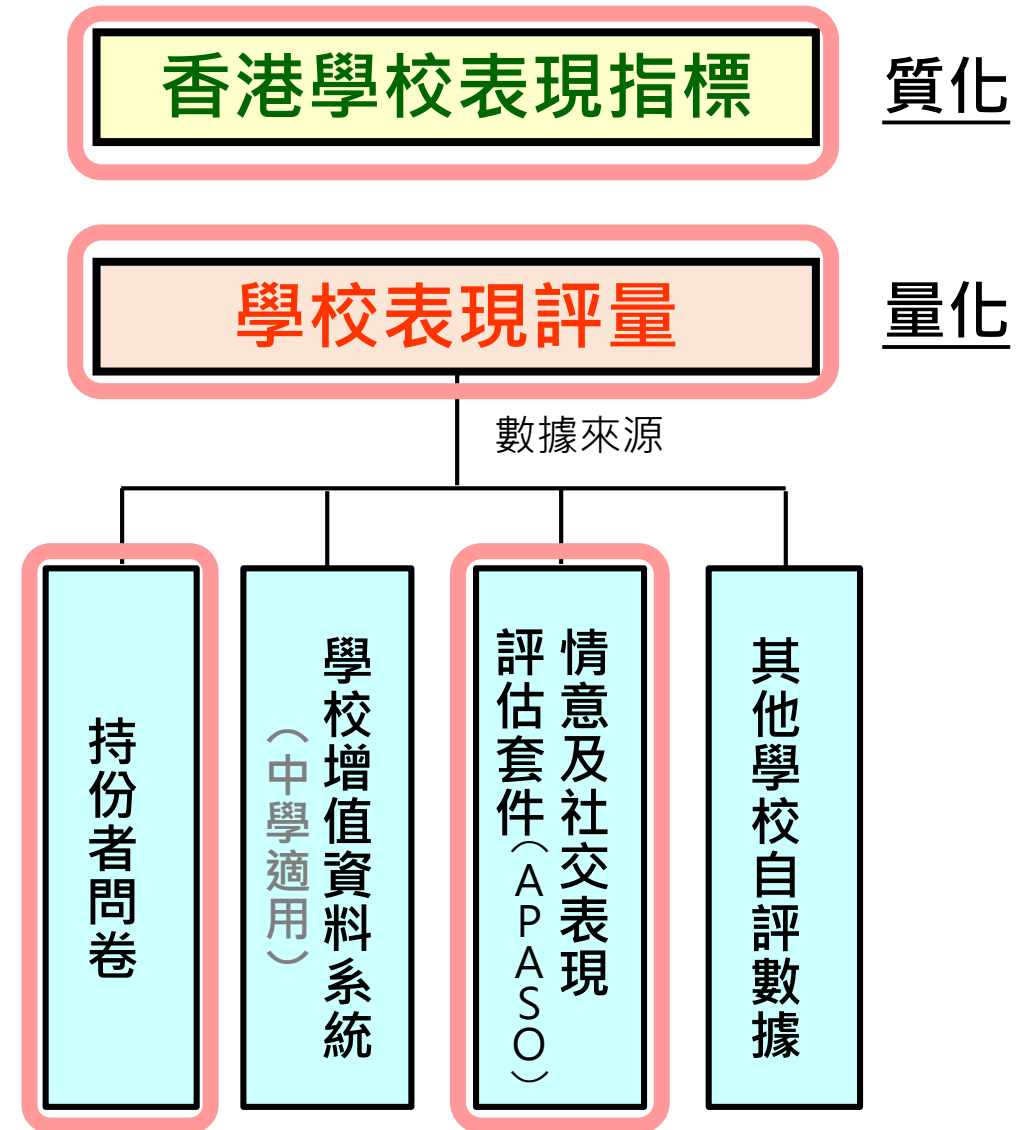 香港學校表現指標
質化
學校表現評量
量化
數據來源
持份者問卷
學校增值資料系統
（中學適用）
情意及社交表現
評估套件（APASO）
其他學校自評數據